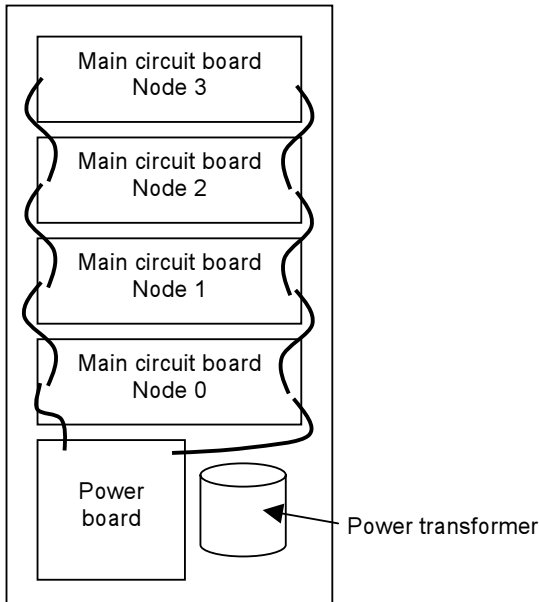 Main circuit board
Node 3
Main circuit board
Node 2
Main circuit board
Node 1
Main circuit board
Node 0
Power
board
Power transformer